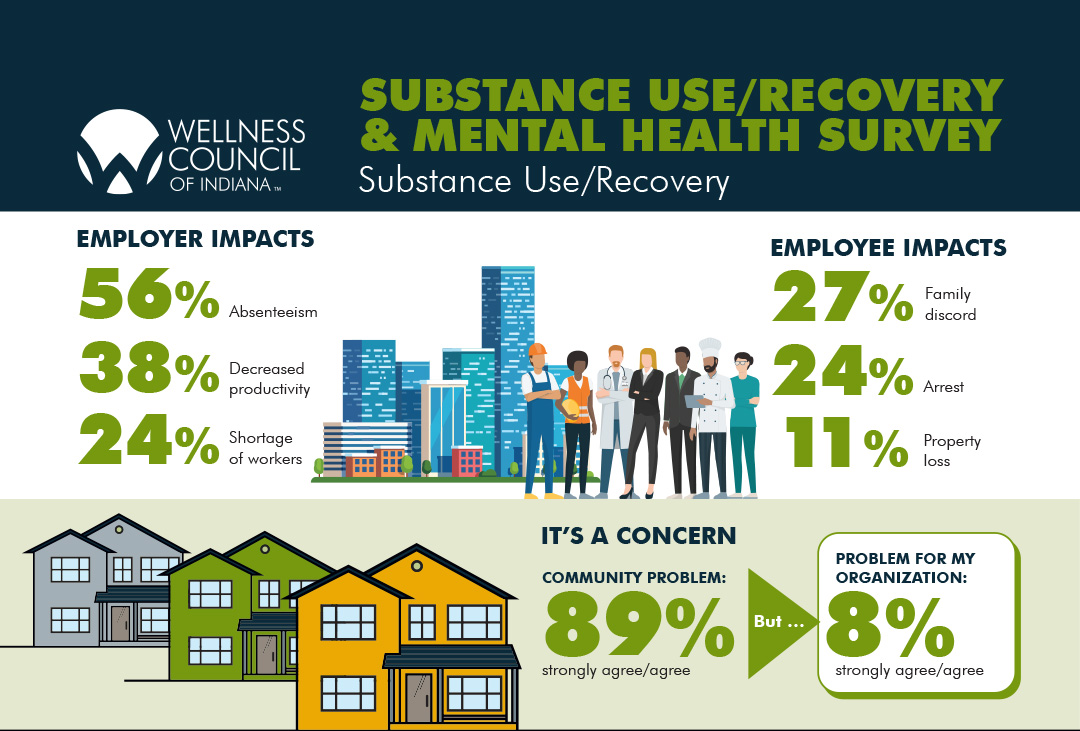 WELLNESS
COUNCIL
OF INDIANA™
SUBSTANCE USE/RECOVERY
& MENTAL HEALTH SURVEY
Substance Use/Recovery
EMPLOYER IMPACTS
56% Absenteeism
38% Decreased
productivity
24% Shortage
of workers
EMPLOYEE IMPACTS
27% Family
discord
24% Arrest
11% Property
loss
IT'S A CONCERN
COMMUNITY PROBLEM:
89%
strongly agree/agree
But ...
PROBLEM FOR MY
ORGANIZATION:
8%
strongly agree/agree